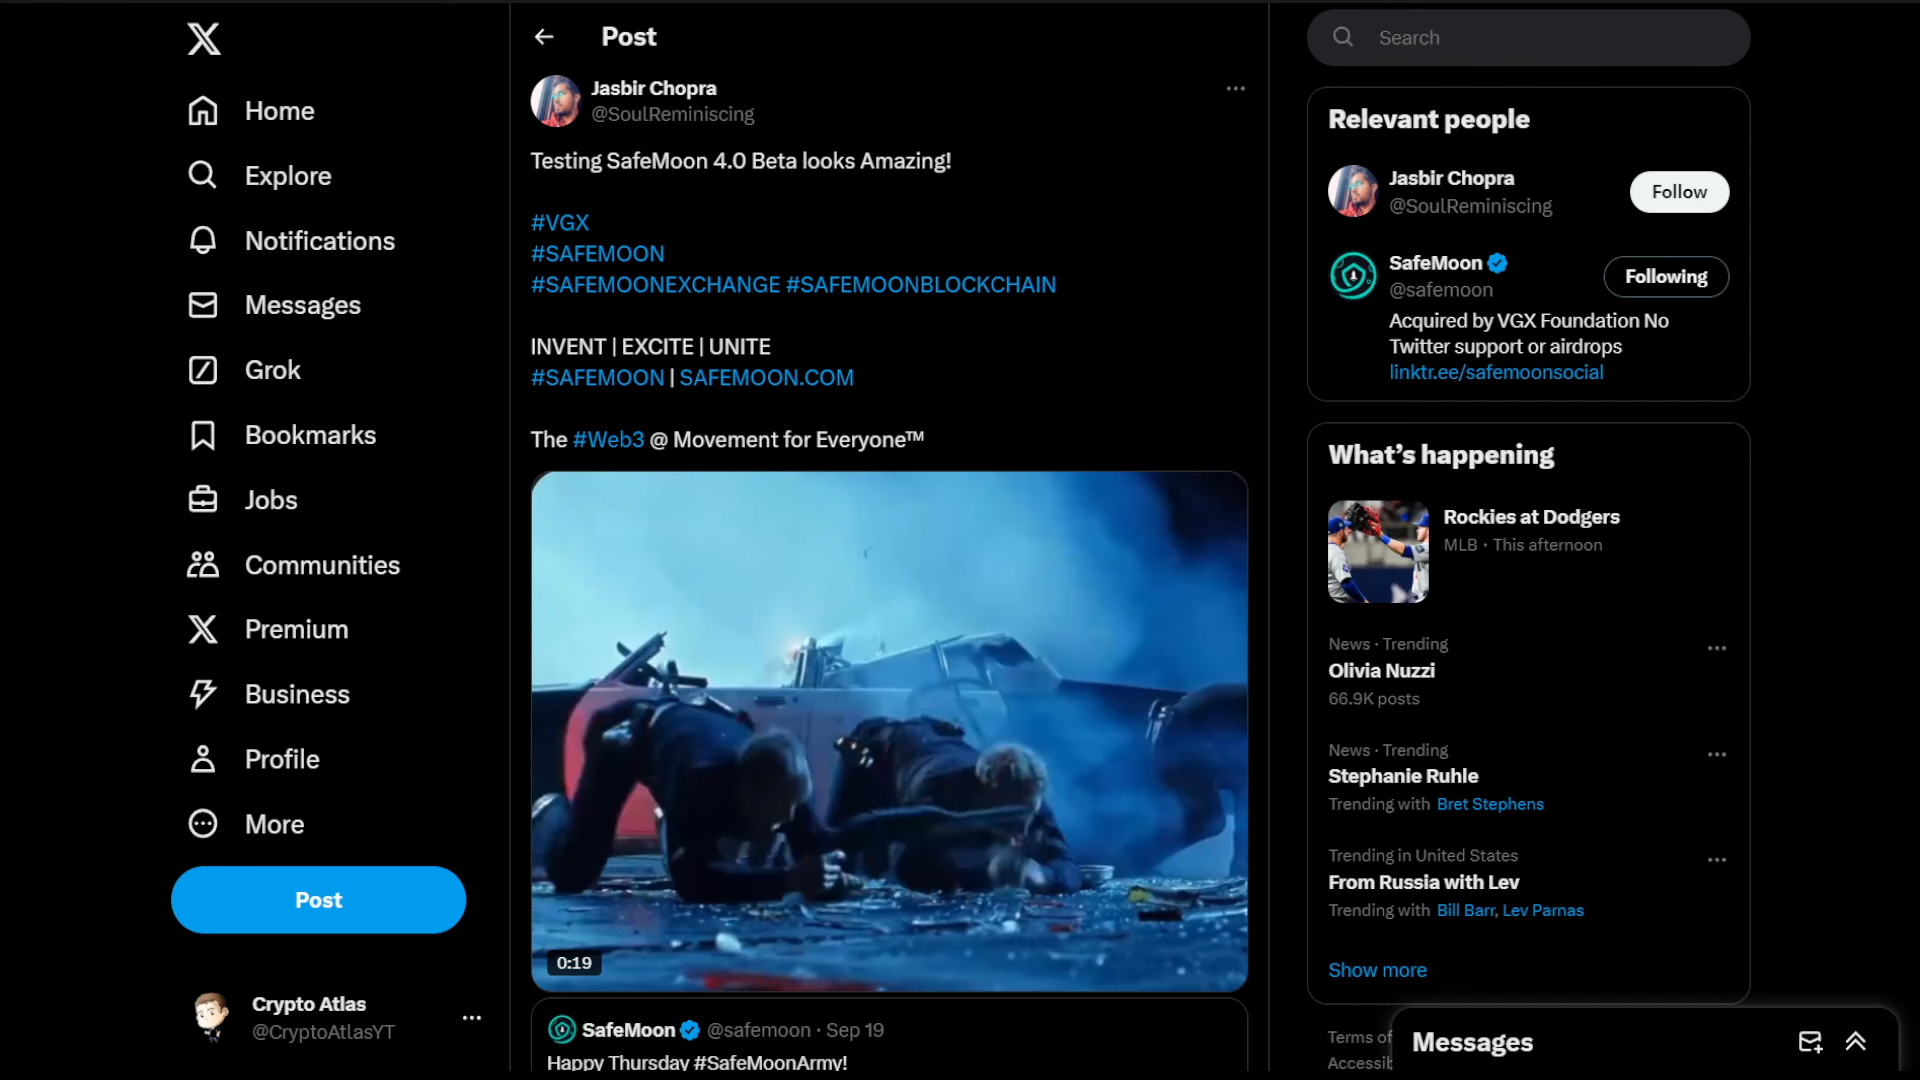 Home
Explore
Notifications
Messages
Grok
Bookmarks
Jobs
Communities
Premium
Business
Profile
More
Post
Crypto Atlas
@CryptoAtlasYT
Post
Jasbir Chopra
@SoulReminiscing
Testing SafeMoon 4.0 Beta looks Amazing!
#VGX
#SAFEMOON
#SAFEMOONEXCHANGE #SAFEMOONBLOCKCHAIN
INVENT | EXCITE | UNITE
#SAFEMOON | SAFEMOON.COM
The #Web3 @ Movement for Everyone™
0:19
SafeMoon @safemoon · Sep 19
Happy Thursday #SafeMoonArmy!
Search
Relevant people
Jasbir Chopra
@SoulReminiscing
Follow
SafeMoon
@safemoon
Following
Acquired by VGX Foundation No
Twitter support or airdrops
linktr.ee/safemoonsocial
What's happening
Rockies at Dodgers
MLB · This afternoon
News · Trending
Olivia Nuzzi
66.9K posts
News · Trending
Stephanie Ruhle
Trending with Bret Stephens
Trending in United States
From Russia with Lev
Trending with Bill Barr, Lev Parnas
Show more
Terms of
Messages